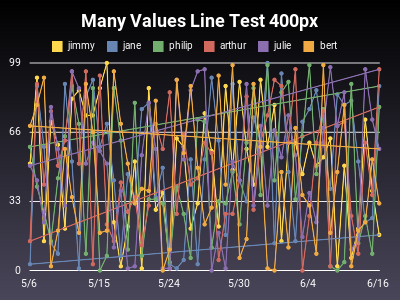 Many Values Line Test 400px
jimmy jane philip arthur julie bert
99
66
33
0
5/6 5/15 5/24 5/30 6/4 6/16